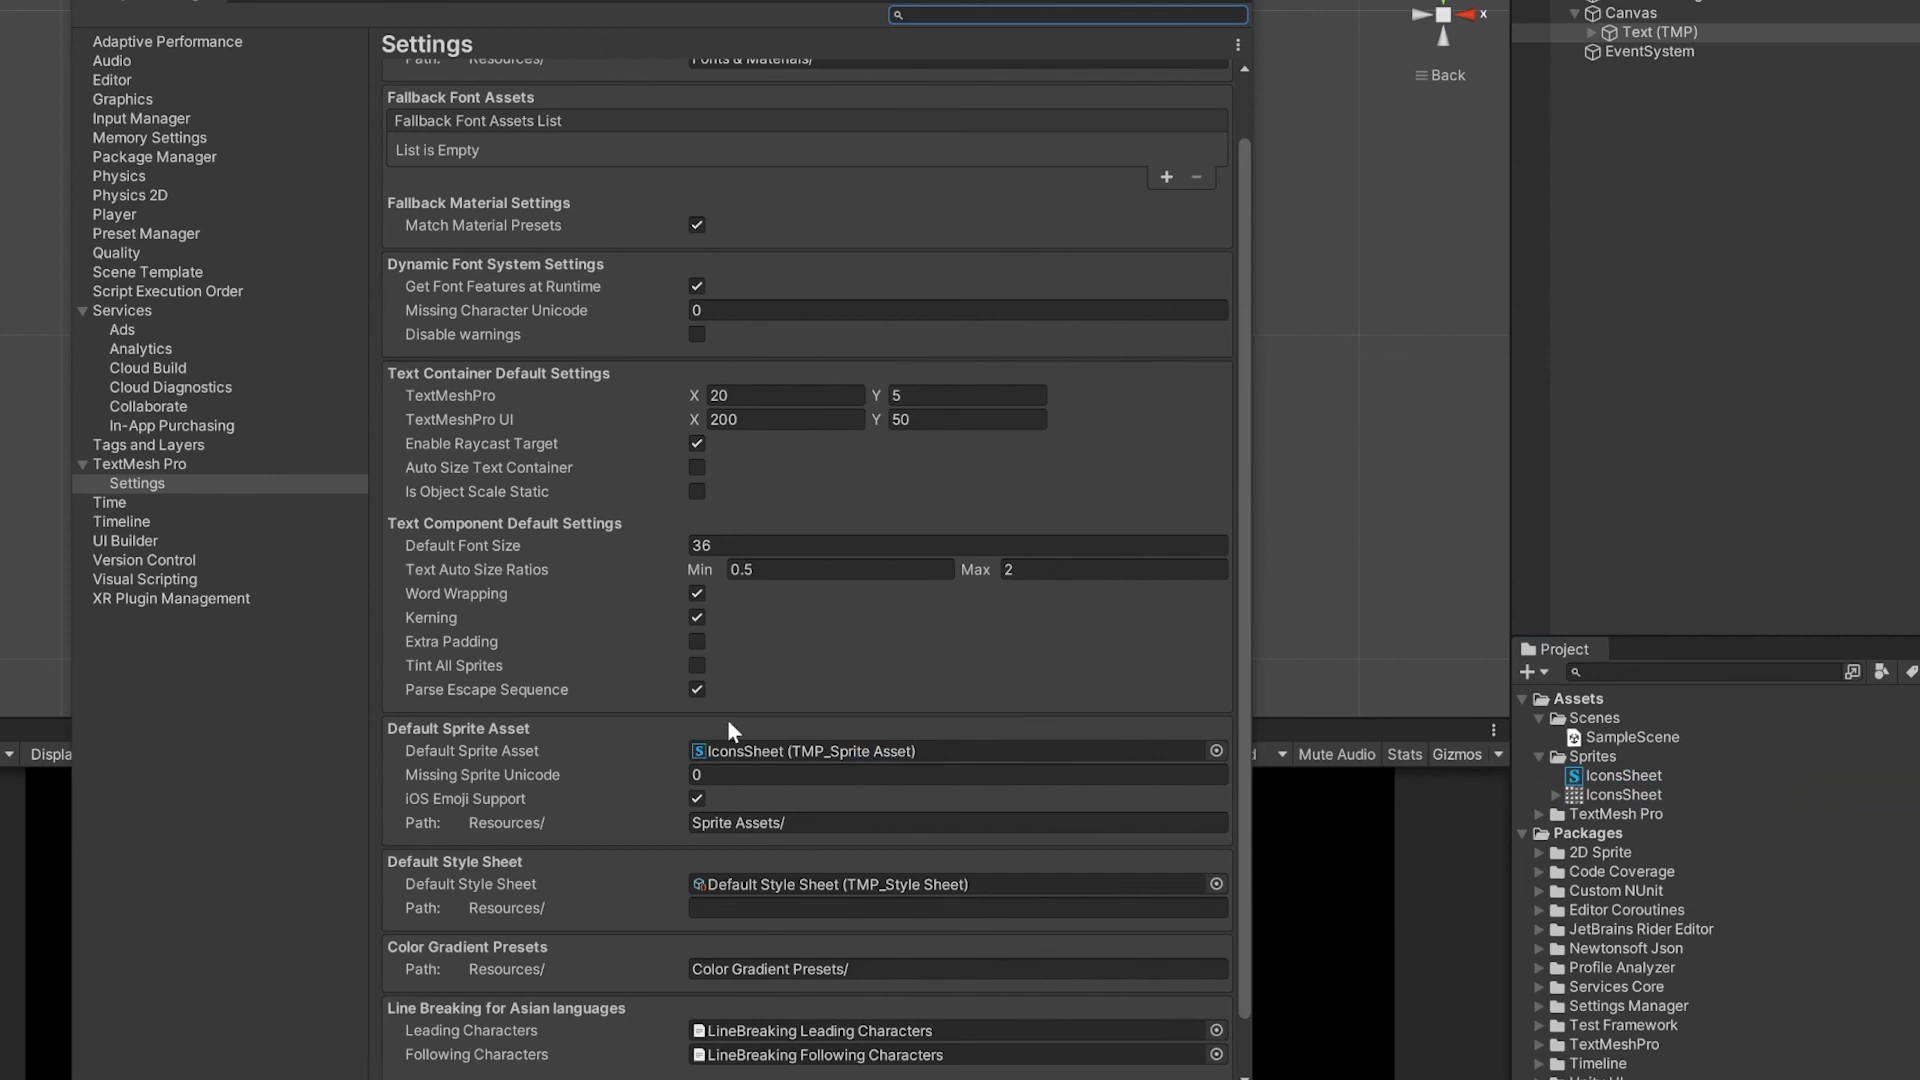 Settings
Path: Resources/ Fonts & Materials/
Fallback Font Assets
Fallback Font Assets List
List is Empty
Fallback Material Settings
Match Material Presets
Dynamic Font System Settings
Get Font Features at Runtime
Missing Character Unicode 0
Disable warnings
Text Container Default Settings
TextMeshPro X 20 Y 5
TextMeshPro UI X 200 Y 50
Enable Raycast Target
Auto Size Text Container
Is Object Scale Static
Text Component Default Settings
Default Font Size 36
Text Auto Size Ratios Min 0.5 Max 2
Word Wrapping
Kerning
Extra Padding
Tint All Sprites
Parse Escape Sequence
Default Sprite Asset
Default Sprite Asset IconsSheet (TMP_Sprite Asset)
Missing Sprite Unicode 0
iOS Emoji Support
Path: Resources/ Sprite Assets/
Default Style Sheet
Default Style Sheet Default Style Sheet (TMP_Style Sheet)
Path: Resources/
Color Gradient Presets
Path: Resources/ Color Gradient Presets/
Line Breaking for Asian languages
Leading Characters LineBreaking Leading Characters
Following Characters LineBreaking Following Characters
Adaptive Performance
Audio
Editor
Graphics
Input Manager
Memory Settings
Package Manager
Physics
Physics 2D
Player
Preset Manager
Quality
Scene Template
Script Execution Order
Services
Ads
Analytics
Cloud Build
Cloud Diagnostics
Collaborate
In-App Purchasing
Tags and Layers
TextMesh Pro
Settings
Time
Timeline
UI Builder
Version Control
Visual Scripting
XR Plugin Management
Displa
x
Back
Mute Audio Stats Gizmos
Canvas
Text (TMP)
EventSystem
Project
Assets
Scenes
SampleScene
Sprites
IconsSheet
IconsSheet
TextMesh Pro
Packages
2D Sprite
Code Coverage
Custom NUnit
Editor Coroutines
JetBrains Rider Editor
Newtonsoft Json
Profile Analyzer
Services Core
Settings Manager
Test Framework
TextMeshPro
Timeline